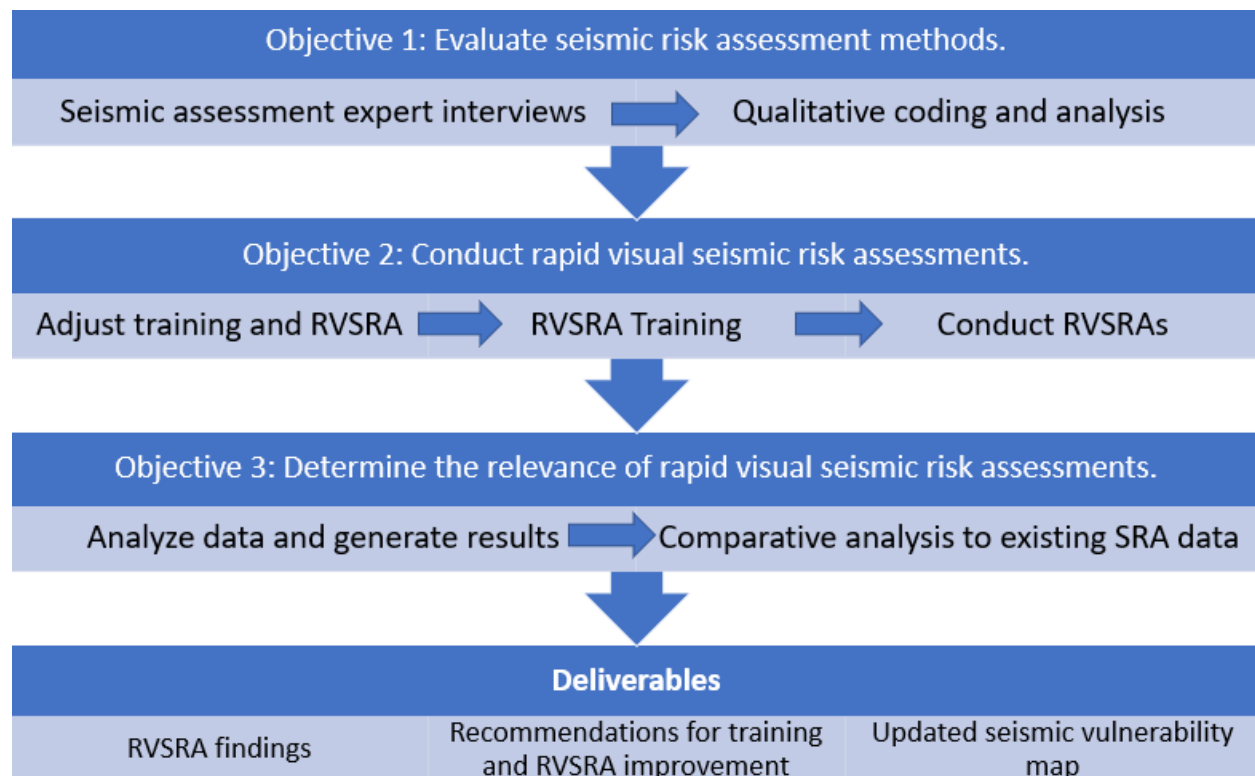 Objective 1: Evaluate seismic risk assessment methods.
Seismic assessment expert interviews
Qualitative coding and analysis
Objective 2: Conduct rapid visual seismic risk assessments.
Adjust training and RVSRA
RVSRA Training
Conduct RVSRAs
Objective 3: Determine the relevance of rapid visual seismic risk assessments.
Analyze data and generate results
Comparative analysis to existing SRA data
Deliverables
RVSRA findings
Recommendations for training
and RVSRA improvement
Updated seismic vulnerability
map